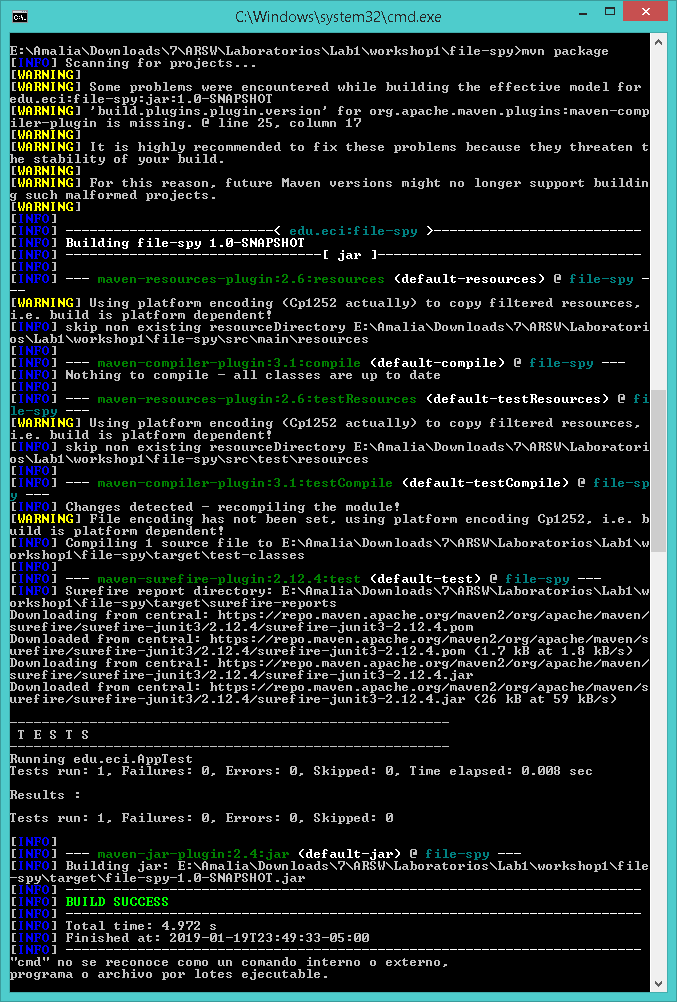 C:\Windows\system32\cmd.exe
E:\Amalia\Downloads\7\ARSW\Laboratorios\Lab1\workshop1\file-spy>mvn package
[INFO] Scanning for projects...
[WARNING]
[WARNING] Some problems were encountered while building the effective model for
edu.eci:file-spy:jar:1.0-SNAPSHOT
[WARNING] 'build.plugins.plugin.version' for org.apache.maven.plugins:maven-comp
iler-plugin is missing. @ line 25, column 17
[WARNING]
[WARNING] It is highly recommended to fix these problems because they threaten t
he stability of your build.
[WARNING]
[WARNING] For this reason, future Maven versions might no longer support buildin
g such malformed projects.
[WARNING]
[INFO]
[INFO] --------------------------< edu.eci:file-spy >--------------------------
[INFO] Building file-spy 1.0-SNAPSHOT
[INFO] --------------------------------[ jar ]---------------------------------
[INFO]
[INFO] --- maven-resources-plugin:2.6:resources (default-resources) @ file-spy -
--
[WARNING] Using platform encoding (Cp1252 actually) to copy filtered resources,
i.e. build is platform dependent!
[INFO] skip non existing resourceDirectory E:\Amalia\Downloads\7\ARSW\Laboratori
os\Lab1\workshop1\file-spy\src\main\resources
[INFO]
[INFO] --- maven-compiler-plugin:3.1:compile (default-compile) @ file-spy ---
[INFO] Nothing to compile - all classes are up to date
[INFO]
[INFO] --- maven-resources-plugin:2.6:testResources (default-testResources) @ fi
le-spy ---
[WARNING] Using platform encoding (Cp1252 actually) to copy filtered resources,
i.e. build is platform dependent!
[INFO] skip non existing resourceDirectory E:\Amalia\Downloads\7\ARSW\Laboratori
os\Lab1\workshop1\file-spy\src\test\resources
[INFO]
[INFO] --- maven-compiler-plugin:3.1:testCompile (default-testCompile) @ file-sp
y ---
[INFO] Changes detected - recompiling the module!
[WARNING] File encoding has not been set, using platform encoding Cp1252, i.e. b
uild is platform dependent!
[INFO] Compiling 1 source file to E:\Amalia\Downloads\7\ARSW\Laboratorios\Lab1\w
orkshop1\file-spy\target\test-classes
[INFO]
[INFO] --- maven-surefire-plugin:2.12.4:test (default-test) @ file-spy ---
[INFO] Surefire report directory: E:\Amalia\Downloads\7\ARSW\Laboratorios\Lab1\w
orkshop1\file-spy\target\surefire-reports
Downloading from central: https://repo.maven.apache.org/maven2/org/apache/maven/
surefire/surefire-junit3/2.12.4/surefire-junit3-2.12.4.pom
Downloaded from central: https://repo.maven.apache.org/maven2/org/apache/maven/s
urefire/surefire-junit3/2.12.4/surefire-junit3-2.12.4.pom (1.7 kB at 1.8 kB/s)
Downloading from central: https://repo.maven.apache.org/maven2/org/apache/maven/
surefire/surefire-junit3/2.12.4/surefire-junit3-2.12.4.jar
Downloaded from central: https://repo.maven.apache.org/maven2/org/apache/maven/s
urefire/surefire-junit3/2.12.4/surefire-junit3-2.12.4.jar (26 kB at 59 kB/s)
-------------------------------------------------------
T E S T S
-------------------------------------------------------
Running edu.eci.AppTest
Tests run: 1, Failures: 0, Errors: 0, Skipped: 0, Time elapsed: 0.008 sec
Results :
Tests run: 1, Failures: 0, Errors: 0, Skipped: 0
[INFO]
[INFO] --- maven-jar-plugin:2.4:jar (default-jar) @ file-spy ---
[INFO] Building jar: E:\Amalia\Downloads\7\ARSW\Laboratorios\Lab1\workshop1\file
-spy\target\file-spy-1.0-SNAPSHOT.jar
[INFO] ------------------------------------------------------------------------
[INFO] BUILD SUCCESS
[INFO] ------------------------------------------------------------------------
[INFO] Total time: 4.972 s
[INFO] Finished at: 2019-01-19T23:49:33-05:00
[INFO] ------------------------------------------------------------------------
"cmd" no se reconoce como un comando interno o externo,
programa o archivo por lotes ejecutable.